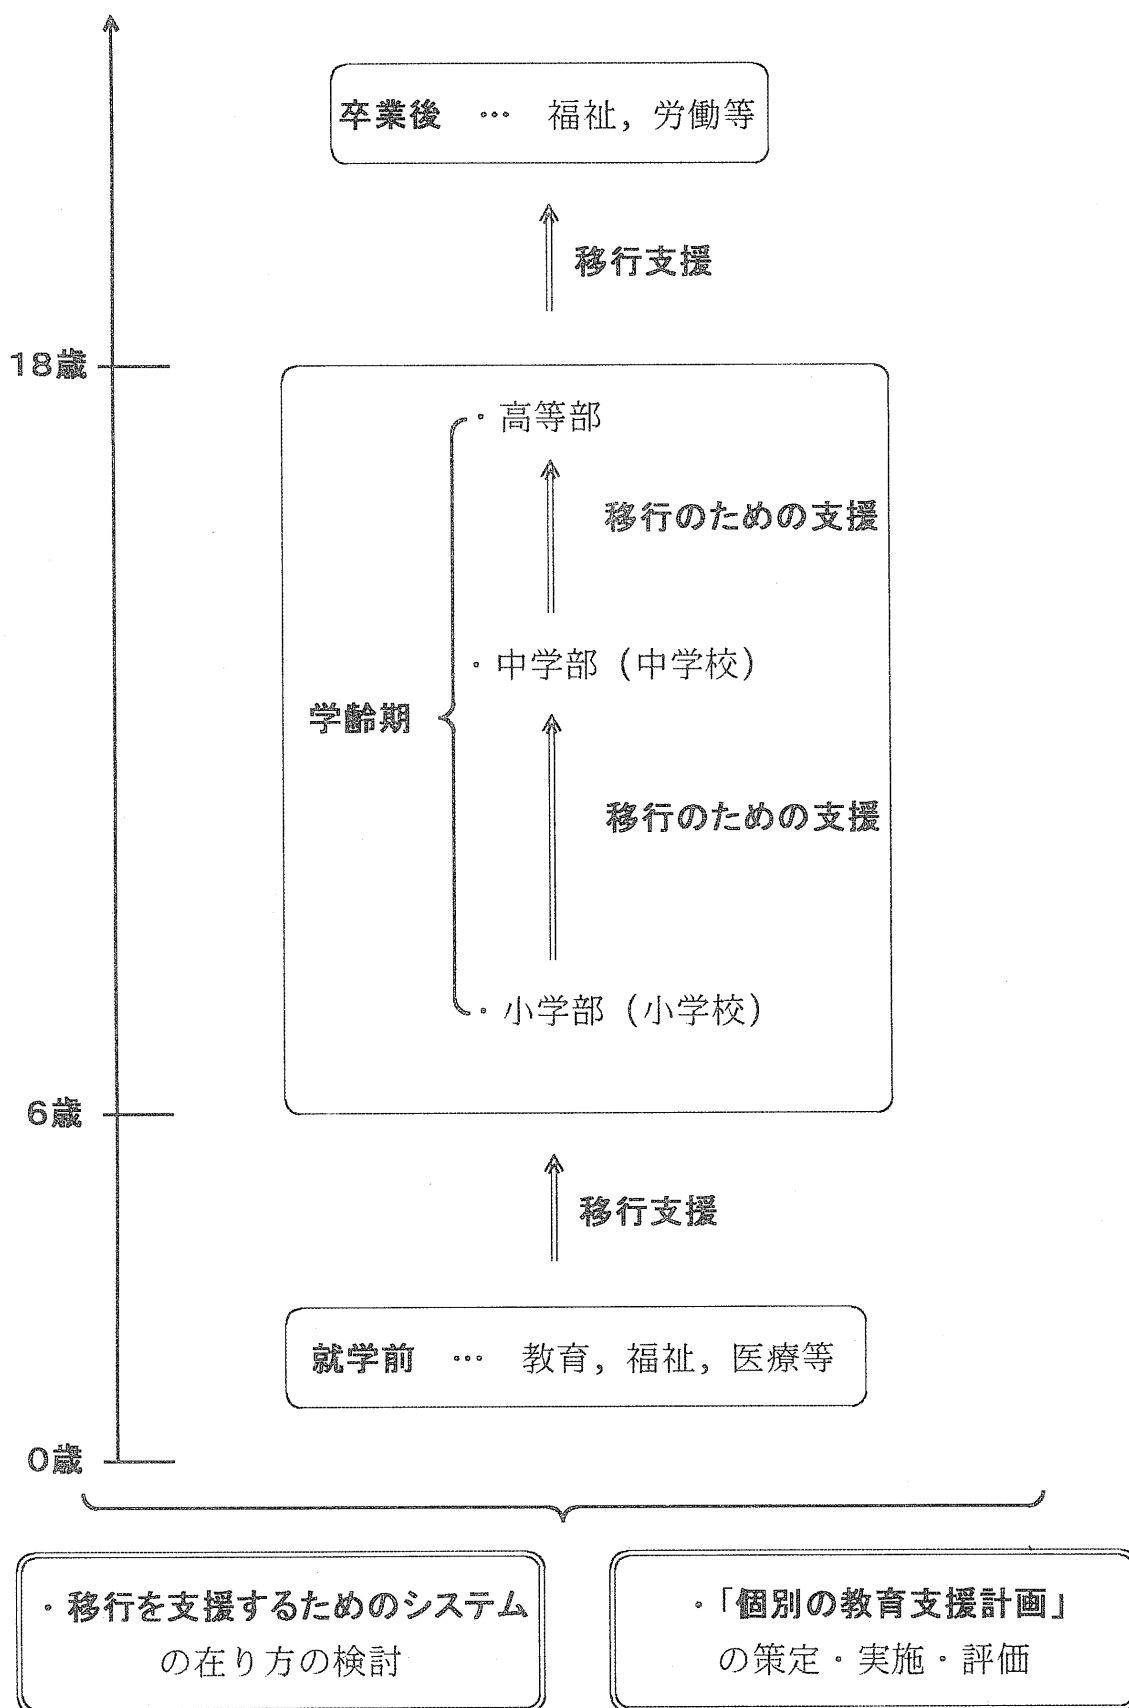 卒業後 … 福祉，労働等
移行支援
18歳
・高等部
移行のための支援
・中学部（中学校）
学齢期
移行のための支援
・小学部（小学校）
6歳
移行支援
就学前 … 教育，福祉，医療等
0歳
・移行を支援するためのシステム
の在り方の検討
・「個別の教育支援計画」
の策定・実施・評価